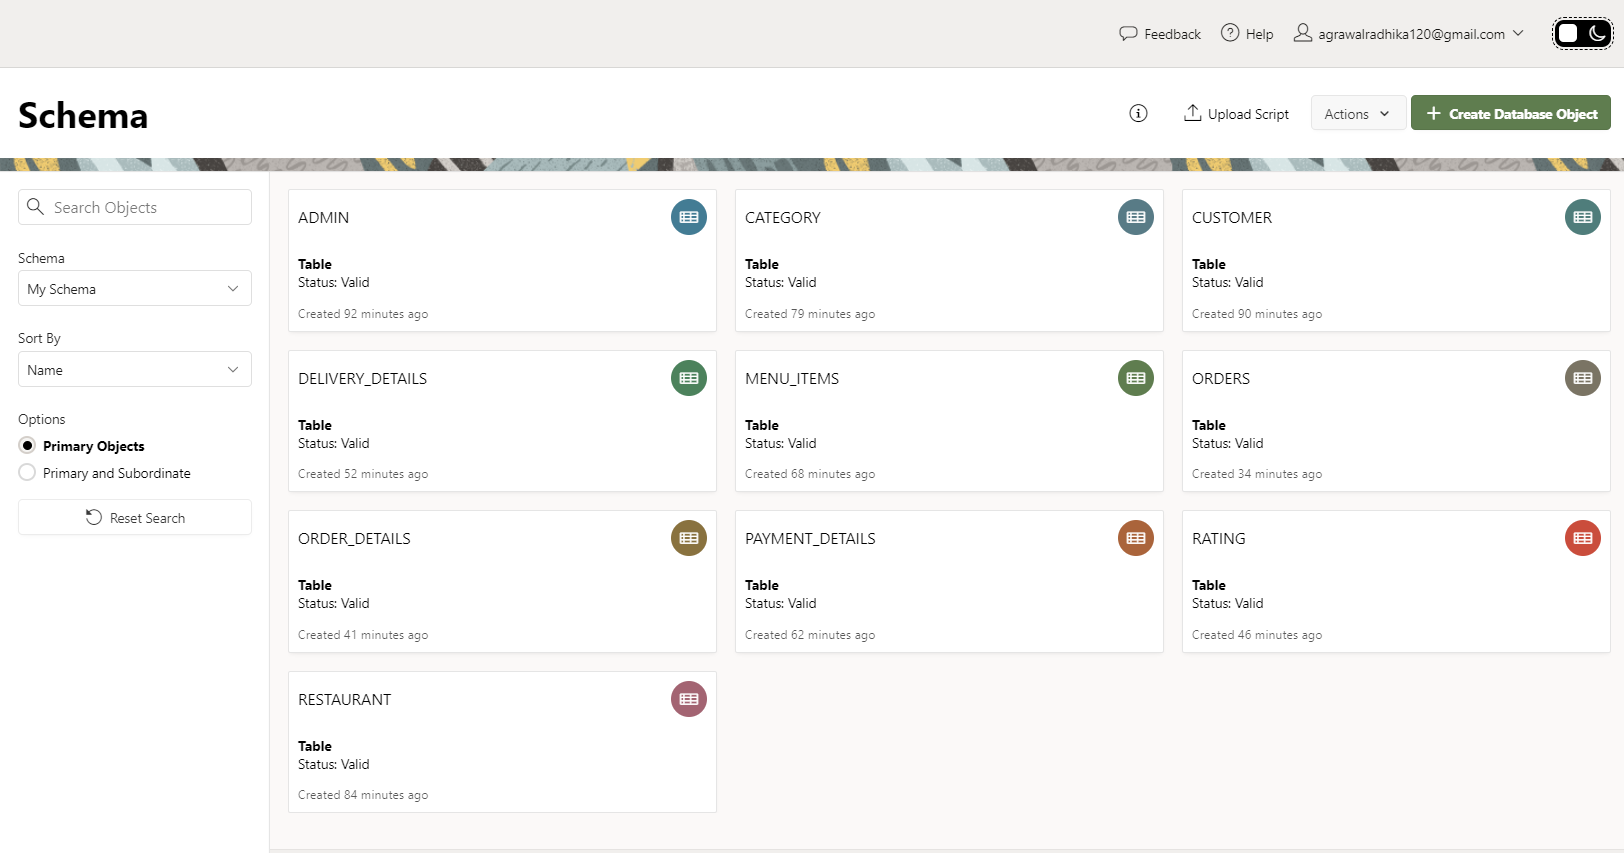 Feedback
Help
agrawalradhika120@gmail.com
Schema
Upload Script
Actions
Create Database Object
Search Objects
Schema
My Schema
Sort By
Name
Options
Primary Objects
Primary and Subordinate
Reset Search
ADMIN
Table
Status: Valid
Created 92 minutes ago
CATEGORY
Table
Status: Valid
Created 79 minutes ago
CUSTOMER
Table
Status: Valid
Created 90 minutes ago
DELIVERY_DETAILS
Table
Status: Valid
Created 52 minutes ago
MENU_ITEMS
Table
Status: Valid
Created 68 minutes ago
ORDERS
Table
Status: Valid
Created 34 minutes ago
ORDER_DETAILS
Table
Status: Valid
Created 41 minutes ago
PAYMENT_DETAILS
Table
Status: Valid
Created 62 minutes ago
RATING
Table
Status: Valid
Created 46 minutes ago
RESTAURANT
Table
Status: Valid
Created 84 minutes ago